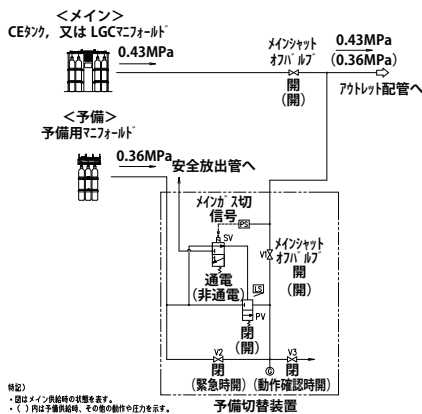 ＜メイン＞
CEﾀﾝｸ，又は LGCﾏﾆﾌｫｰﾙﾄﾞ
0.43MPa
メインシャット
オフバルブ
開
（開）
0.43MPa
（0.36MPa）
アウトレット配管へ
＜予備＞
予備用ﾏﾆﾌｫｰﾙﾄﾞ
0.36MPa
安全放出管へ
ﾒｲﾝｶﾞｽ切
信号
PS
SV
通電
（非通電）
V1
メインシャット
オフバルブ
開
（開）
LS
PV
閉
（開）
V2
閉
（緊急時開）
G
V3
閉
（動作確認時開）
予備切替装置
特記）
・図はメイン供給時の状態を表す。
・（ ）内は予備供給時、その他の動作や圧力を示す。